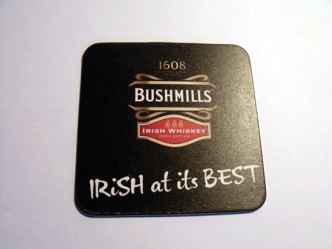 1608
BUSHMILLS
IRISH WHISKEY
IRiSH at its BEST